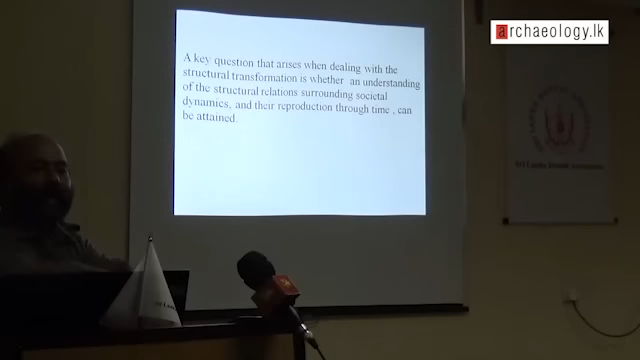 archaeology.lk
A key question that arises when dealing with the
structural transformation is whether an understanding
of the structural relations surrounding societal
dynamics, and their reproduction through time , can
be attained.